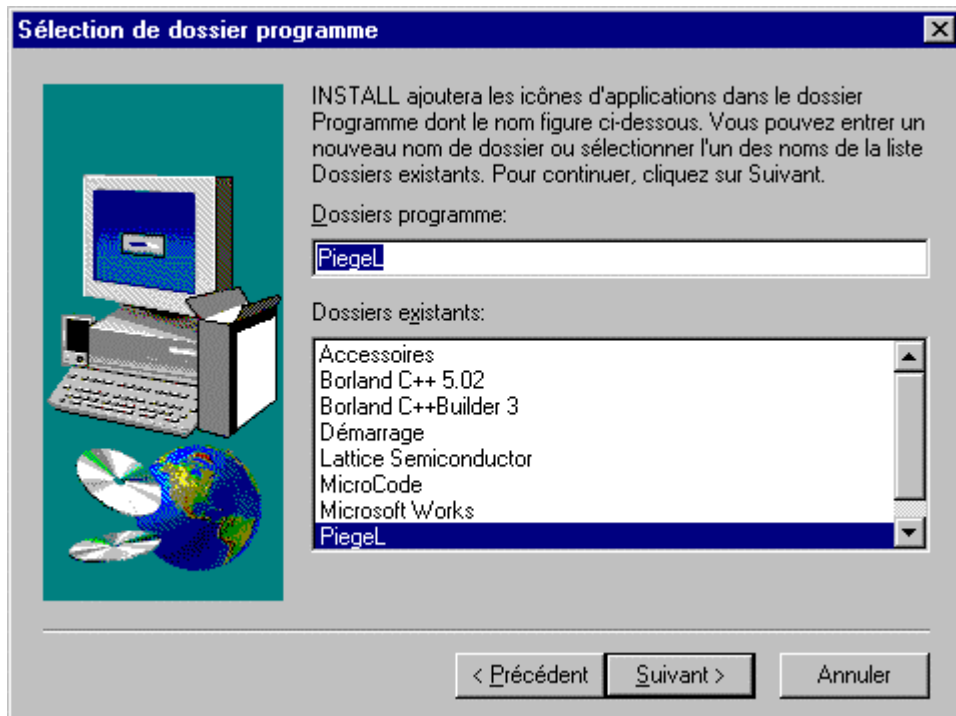 Sélection de dossier programme
INSTALL ajoutera les icônes d'applications dans le dossier
Programme dont le nom figure ci-dessous. Vous pouvez entrer un
nouveau nom de dossier ou sélectionner l'un des noms de la liste
Dossiers existants. Pour continuer, cliquez sur Suivant.
Dossiers programme:
PiegeL
Dossiers existants:
Accessoires
Borland C++ 5.02
Borland C++Builder 3
Démarrage
Lattice Semiconductor
MicroCode
Microsoft Works
PiegeL
< Précédent
Suivant >
Annuler